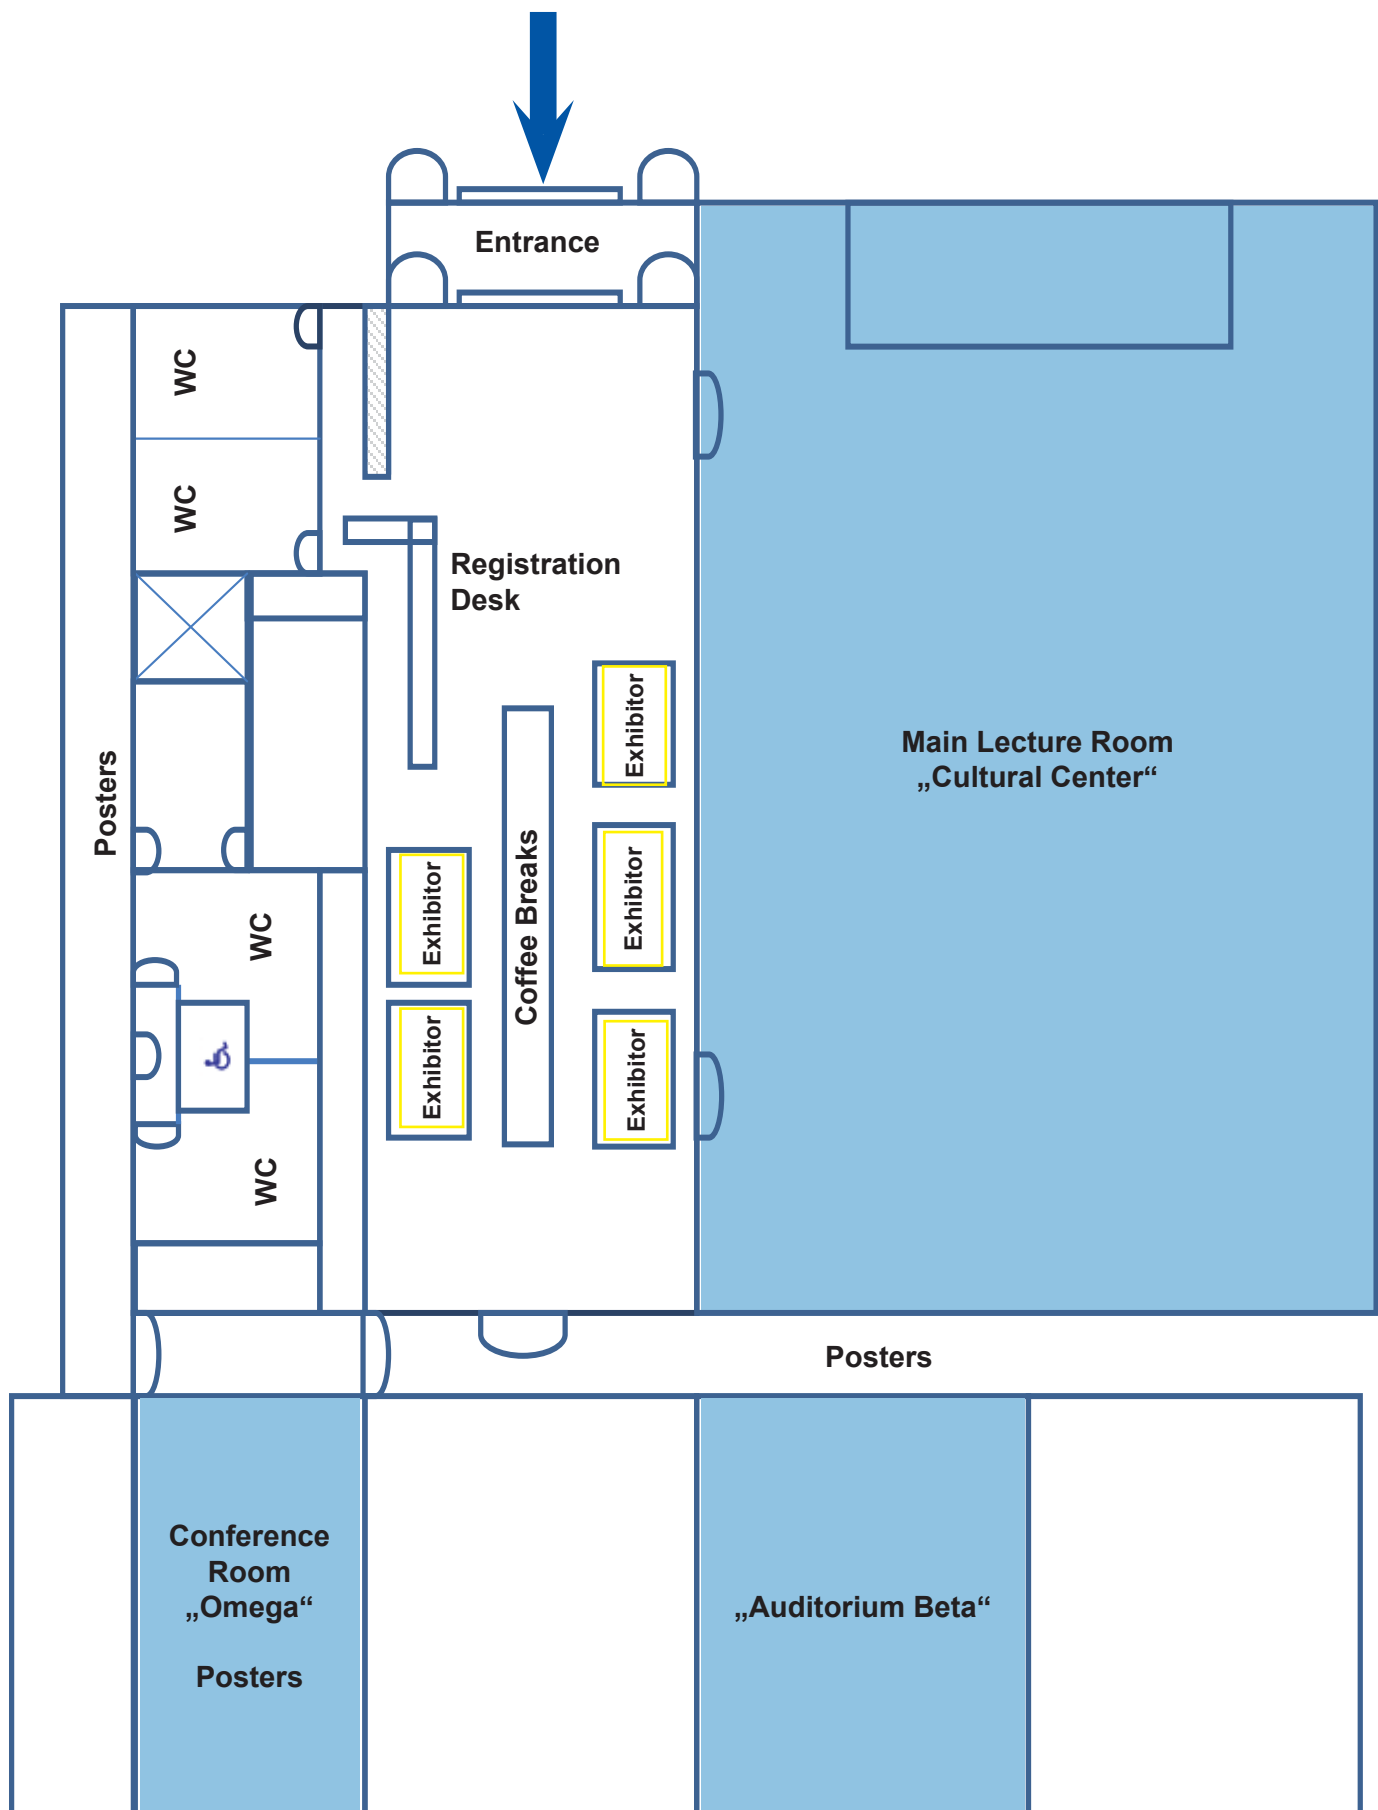 Entrance
WC
WC
Registration
Desk
Exhibitor
Main Lecture Room
„Cultural Center“
Posters
Coffee Breaks
Exhibitor
Exhibitor
WC
Exhibitor
Exhibitor
WC
Posters
Conference
Room
„Omega“
Posters
„Auditorium Beta“